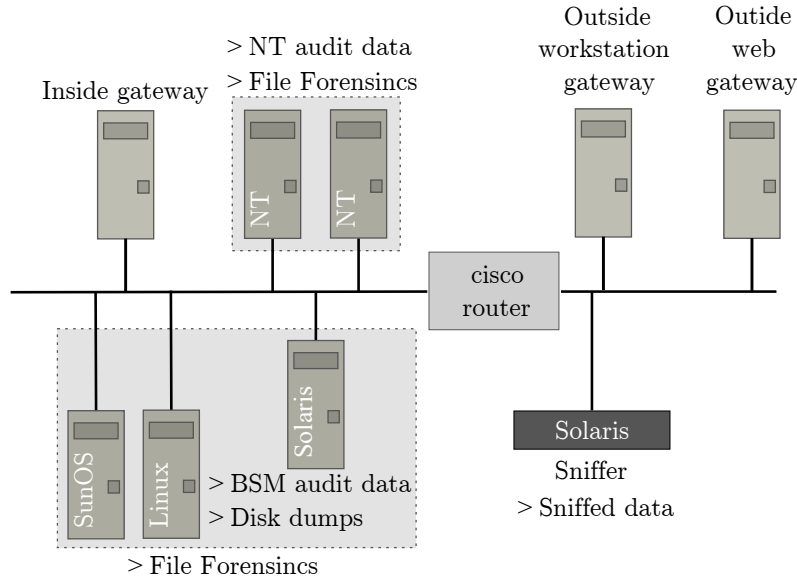 > NT audit data
> File Forensincs
Inside gateway
Outside
workstation
gateway
Outide
web
gateway
NT
NT
cisco
router
SunOS
Linux
Solaris
> BSM audit data
> Disk dumps
> File Forensincs
Solaris
Sniffer
> Sniffed data